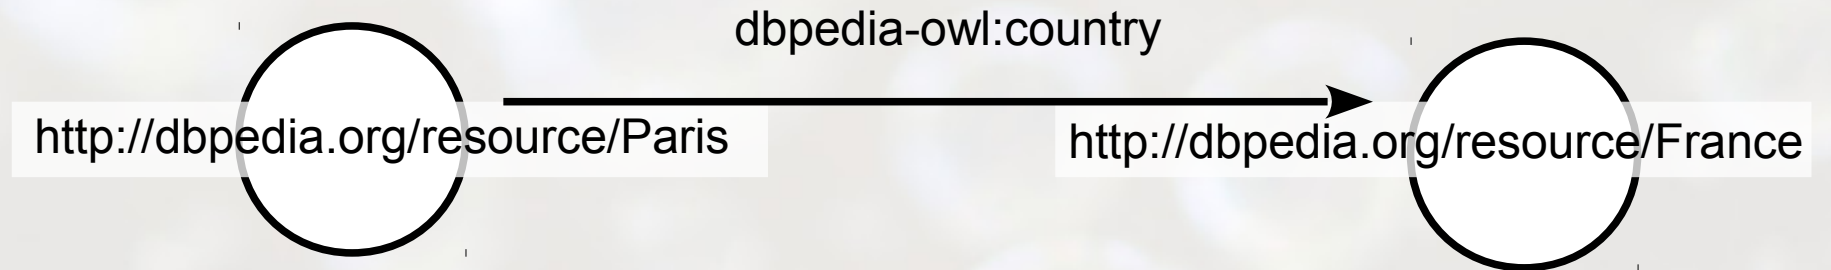 dbpedia-owl:country
http://dbpedia.org/resource/Paris
http://dbpedia.org/resource/France